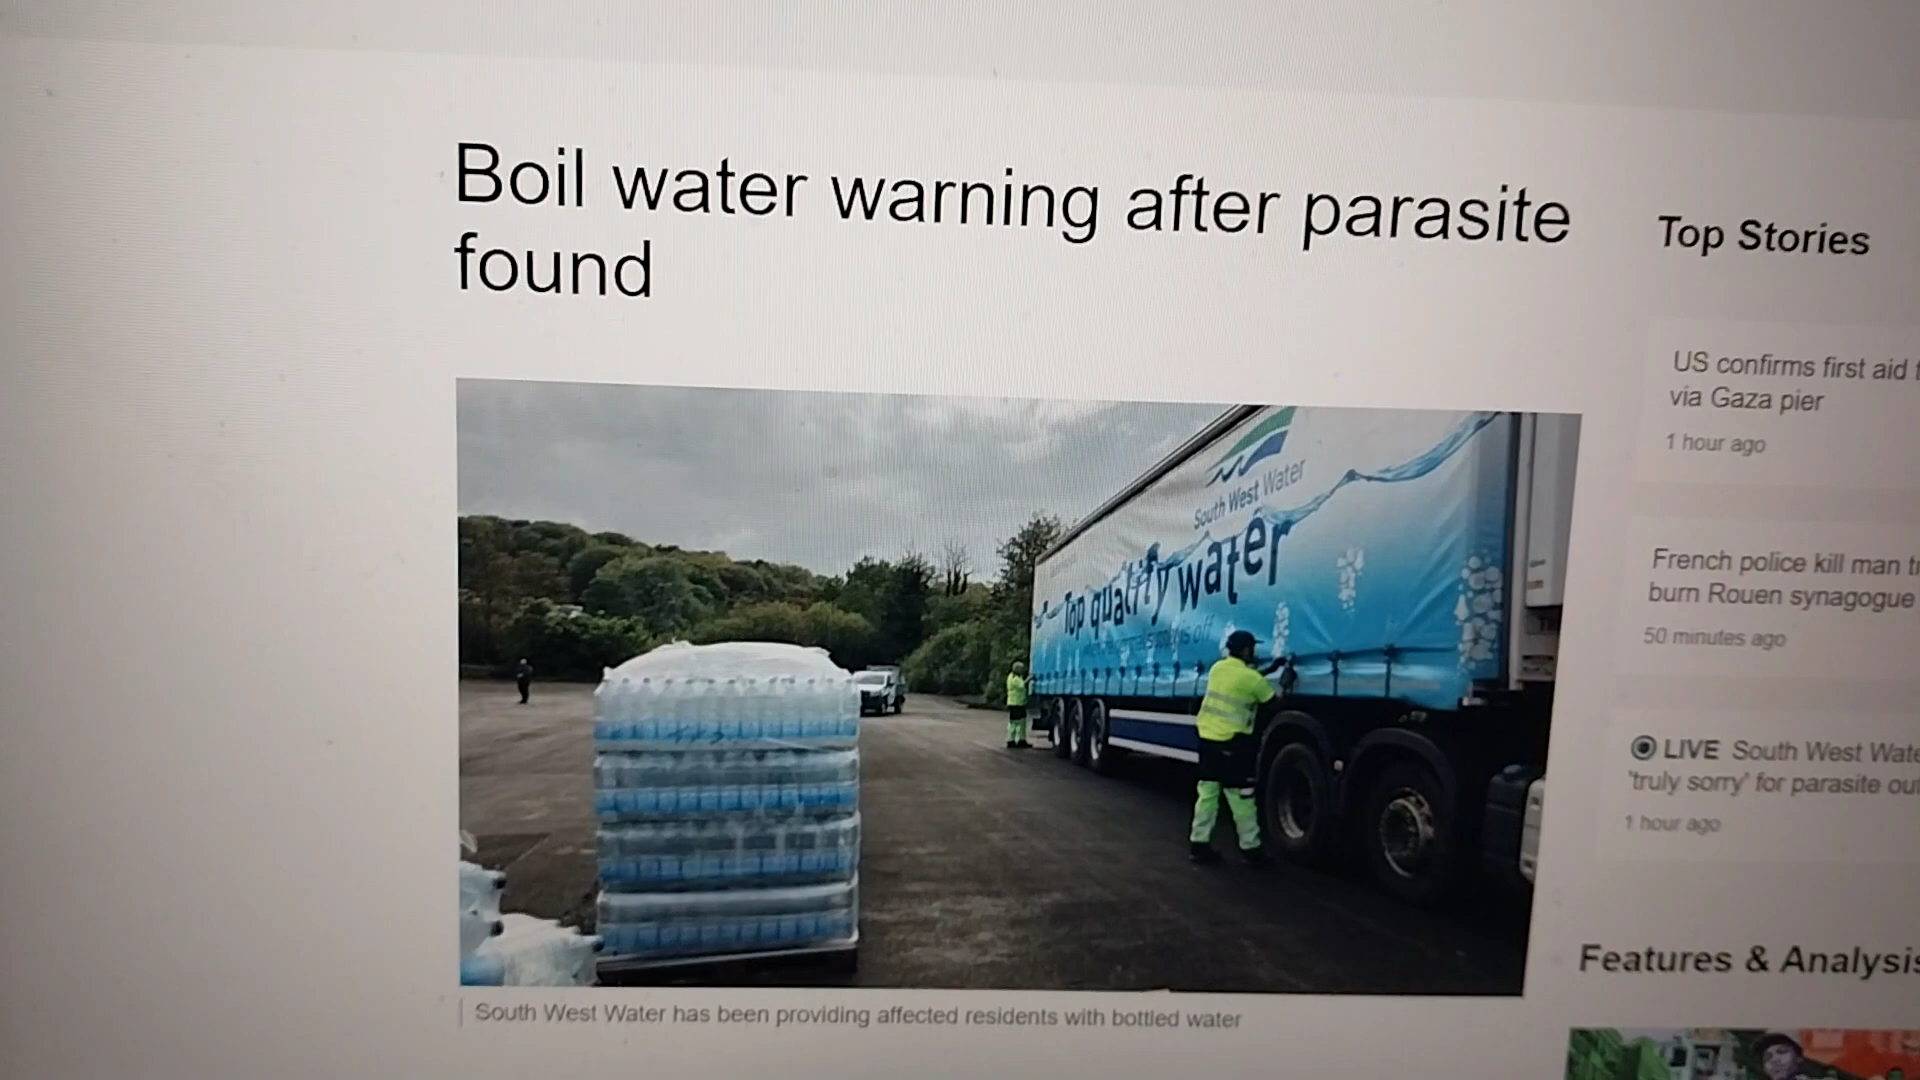 Boil water warning after parasite
found
South West Water
Top quality water
South West Water has been providing affected residents with bottled water
Top Stories
US confirms first aid
via Gaza pier
1 hour ago
French police kill man
burn Rouen synagogue
50 minutes ago
LIVE South West
'truly sorry' for parasite
1 hour ago
Features & Analysis